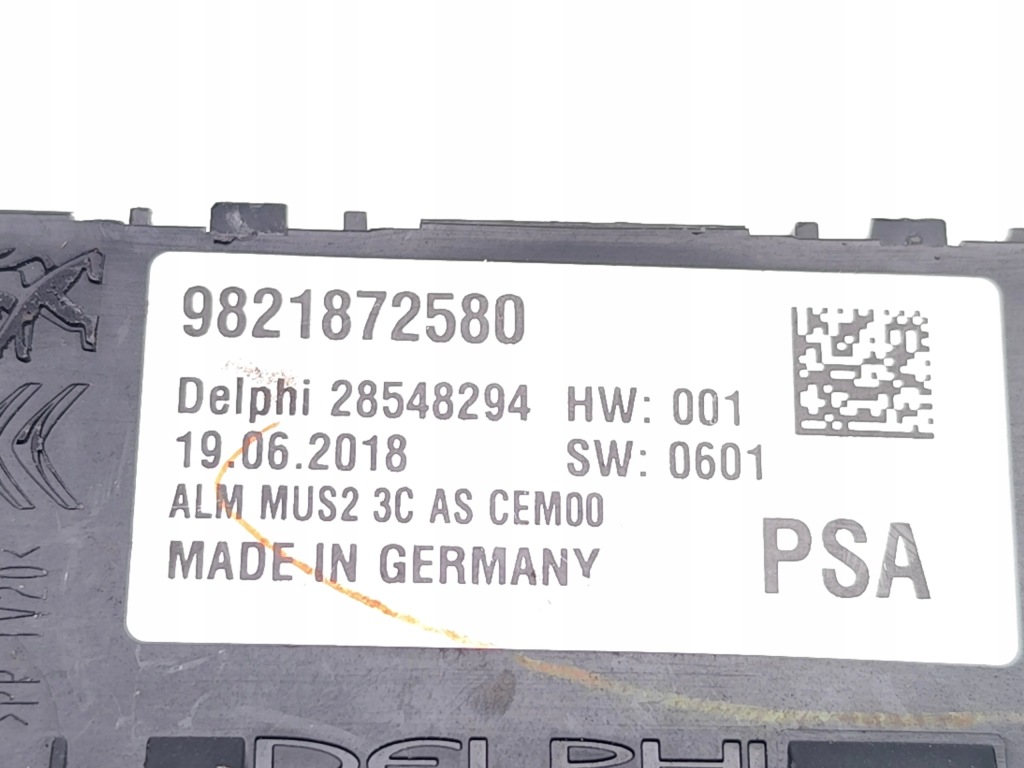 9821872580
Delphi 28548294 HW: 001
19.06.2018 SW: 0601
ALM MUS2 3C AS CEM00
MADE IN GERMANY
PSA
DELPHI